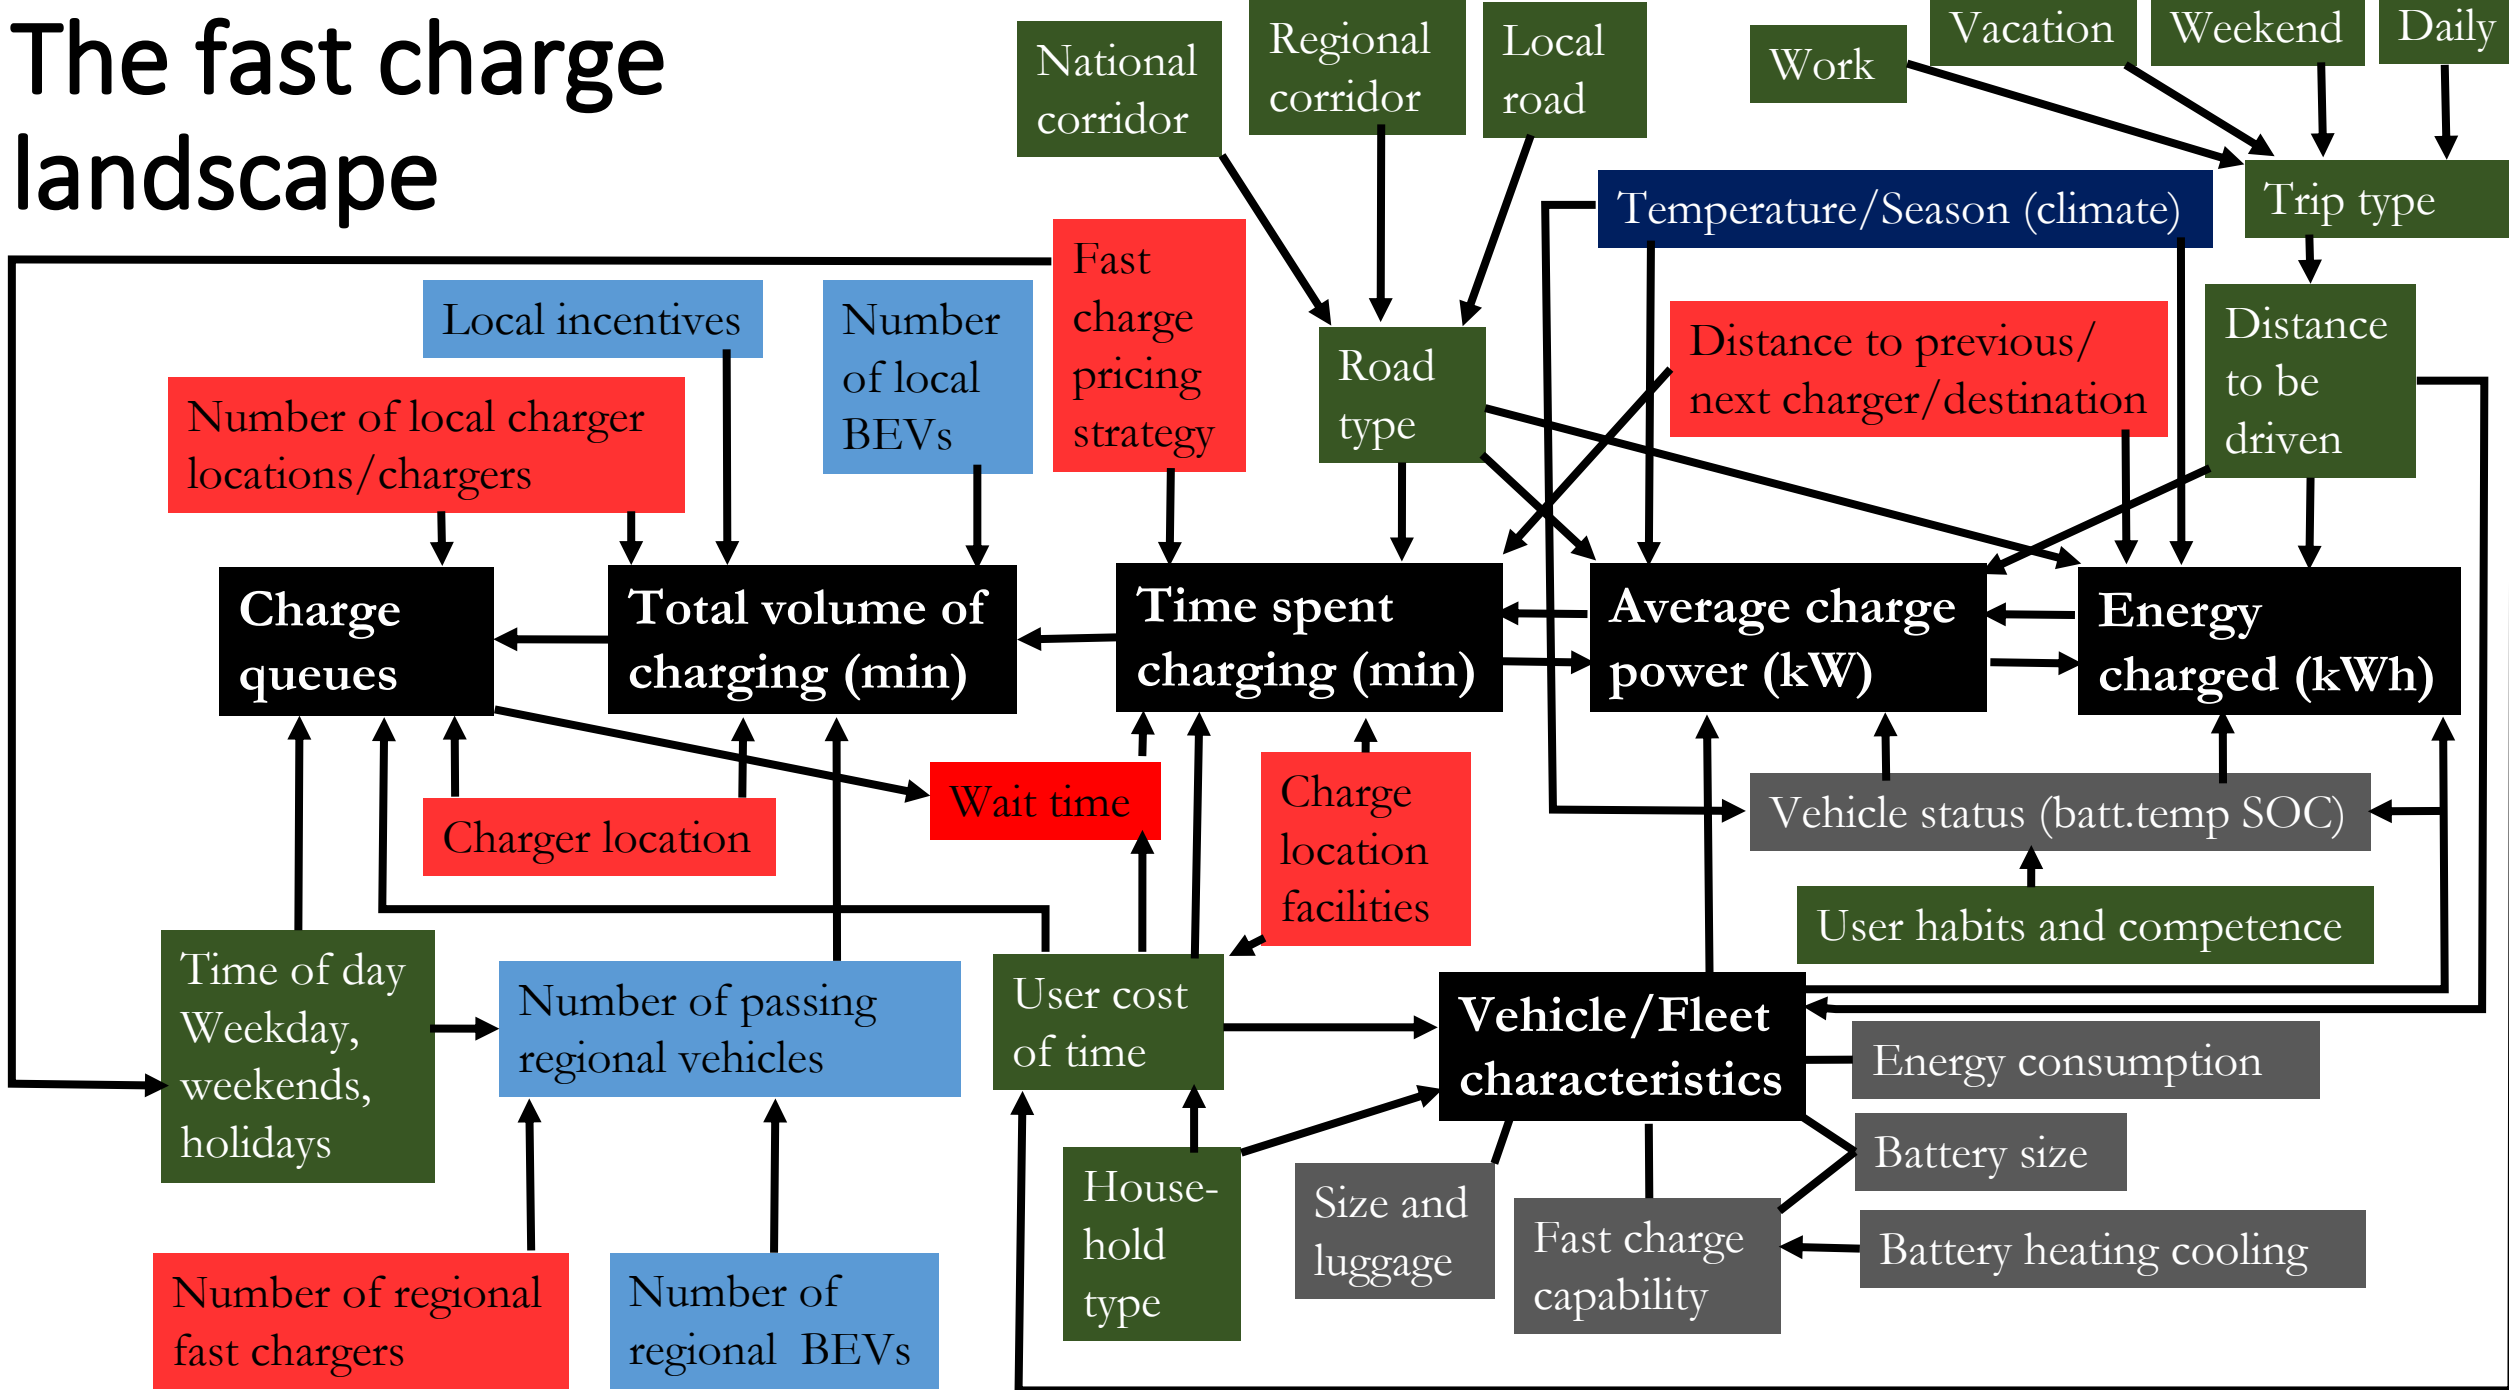 The fast charge
landscape
National
corridor
Regional
corridor
Local
road
Work
Vacation
Weekend
Daily
Trip type
Temperature/Season (climate)
Fast
charge
pricing
strategy
Local incentives
Number
of local
BEVs
Number of local charger
locations/chargers
Road
type
Distance to previous/
next charger/destination
Distance
to be
driven
Charge
queues
Total volume of
charging (min)
Time spent
charging (min)
Average charge
power (kW)
Energy
charged (kWh)
Wait time
Charger location
Charge
location
facilities
Vehicle status (batt.temp SOC)
User habits and competence
Time of day
Weekday,
weekends,
holidays
Number of passing
regional vehicles
User cost
of time
Vehicle/Fleet
characteristics
Energy consumption
Battery size
House-
hold
type
Size and
luggage
Fast charge
capability
Battery heating cooling
Number of regional
fast chargers
Number of
regional  BEVs